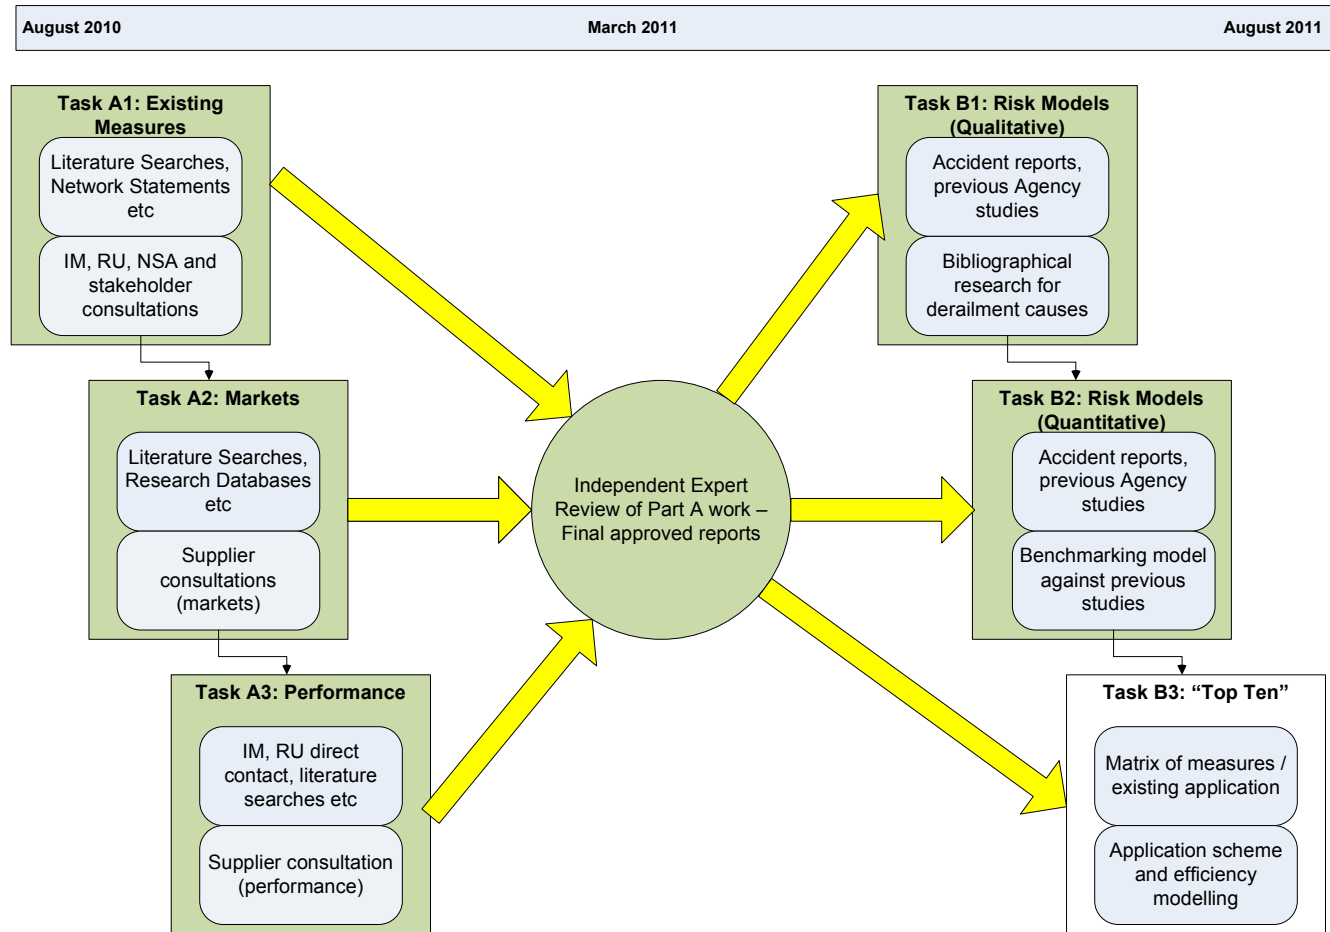 August 2010
March 2011
August 2011
Task A1: Existing
Measures
Literature Searches,
Network Statements
etc
IM, RU, NSA and
stakeholder
consultations
Task A2: Markets
Literature Searches,
Research Databases
etc
Supplier
consultations
(markets)
Task A3: Performance
IM, RU direct
contact, literature
searches etc
Supplier consultation
(performance)
Independent Expert
Review of Part A work –
Final approved reports
Task B1: Risk Models
(Qualitative)
Accident reports,
previous Agency
studies
Bibliographical
research for
derailment causes
Task B2: Risk Models
(Quantitative)
Accident reports,
previous Agency
studies
Benchmarking model
against previous
studies
Task B3: “Top Ten”
Matrix of measures /
existing application
Application scheme
and efficiency
modelling